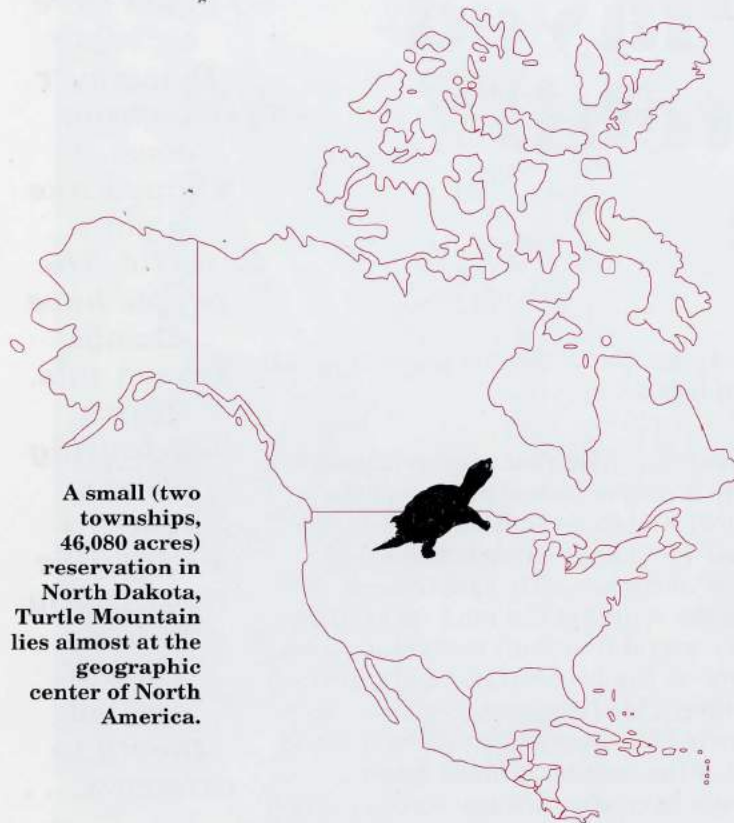 A small (two
townships,
46,080 acres)
reservation in
North Dakota,
Turtle Mountain
lies almost at the
geographic
center of North
America.